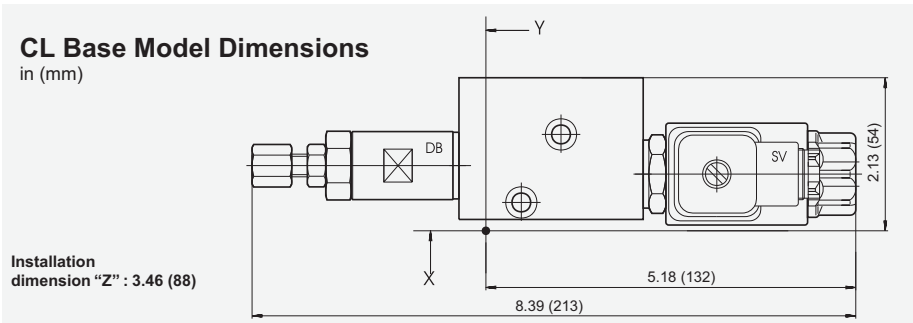 CL Base Model Dimensions
in (mm)
Y
DB
SV
2.13 (54)
Installation
dimension “Z” : 3.46 (88)
X
5.18 (132)
8.39 (213)